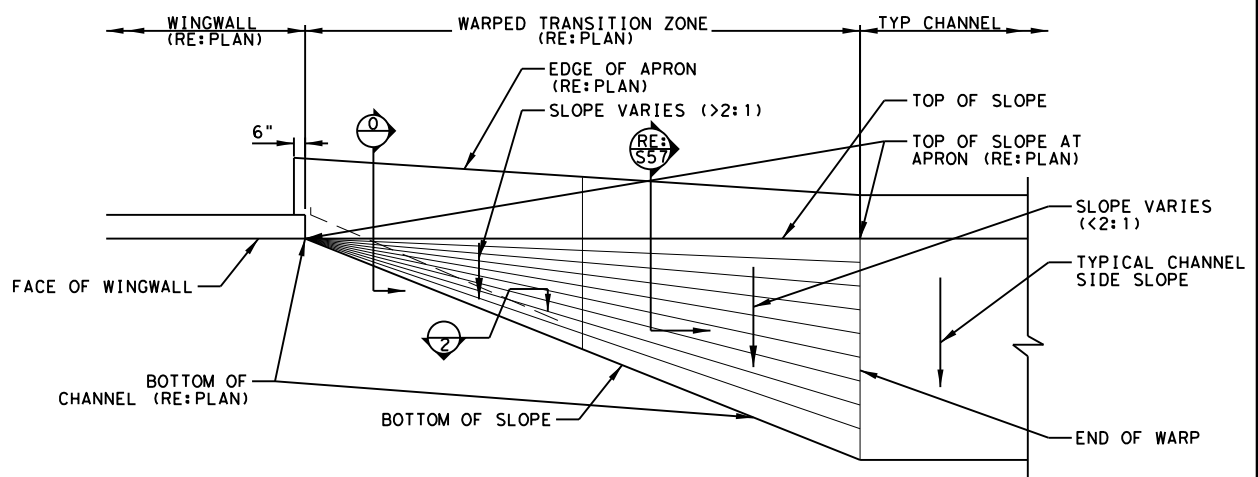 WINGWALL
(RE:PLAN)
WARPED TRANSITION ZONE
(RE:PLAN)
TYP CHANNEL
EDGE OF APRON
(RE:PLAN)
SLOPE VARIES (>2:1)
TOP OF SLOPE
6"
0
RE:
S57
TOP OF SLOPE AT
APRON (RE:PLAN)
SLOPE VARIES
(<2:1)
TYPICAL CHANNEL
SIDE SLOPE
FACE OF WINGWALL
2
BOTTOM OF
CHANNEL (RE:PLAN)
BOTTOM OF SLOPE
END OF WARP